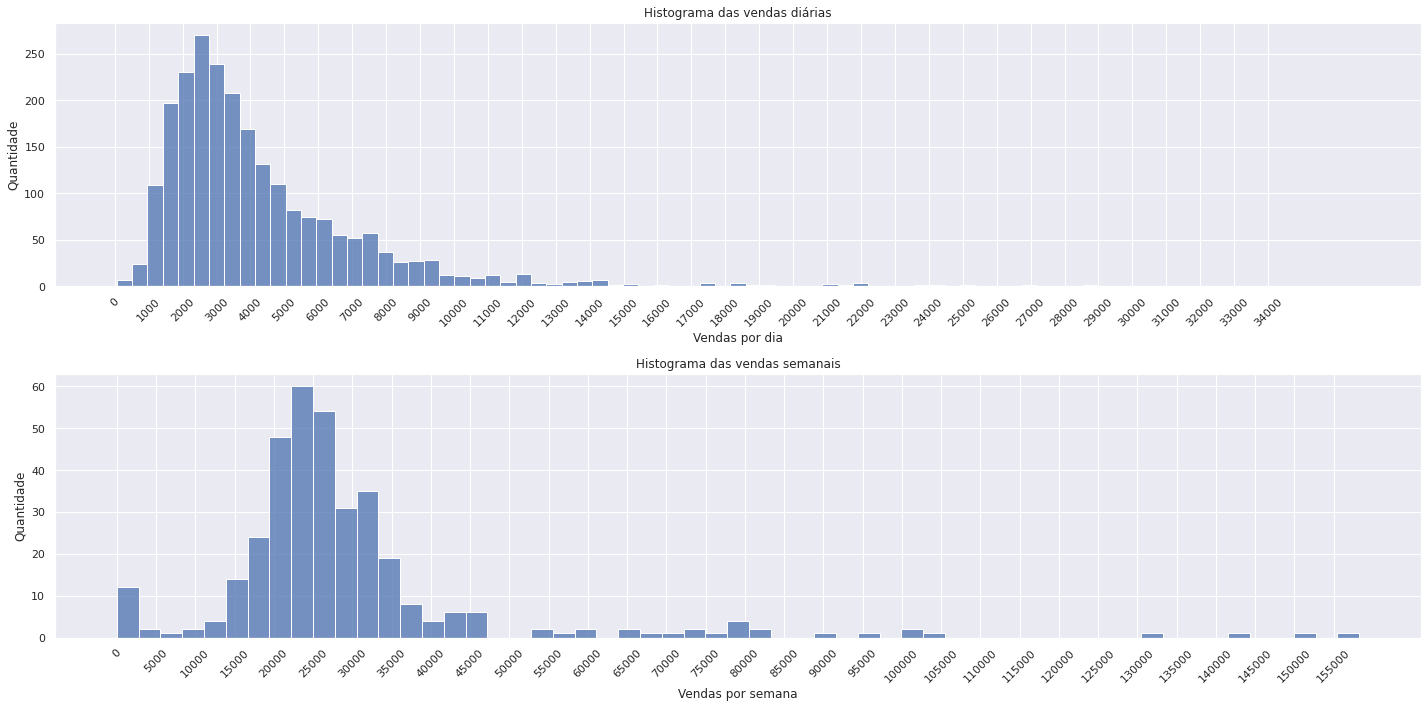 Histograma das vendas diárias
Quantidade
250
200
150
100
50
0
0 1000 2000 3000 4000 5000 6000 7000 8000 9000 10000 11000 12000 13000 14000 15000 16000 17000 18000 19000 20000 21000 22000 23000 24000 25000 26000 27000 28000 29000 30000 31000 32000 33000 34000
Vendas por dia
Histograma das vendas semanais
Quantidade
60
50
40
30
20
10
0
0 5000 10000 15000 20000 25000 30000 35000 40000 45000 50000 55000 60000 65000 70000 75000 80000 85000 90000 95000 100000 105000 110000 115000 120000 125000 130000 135000 140000 145000 150000 155000
Vendas por semana